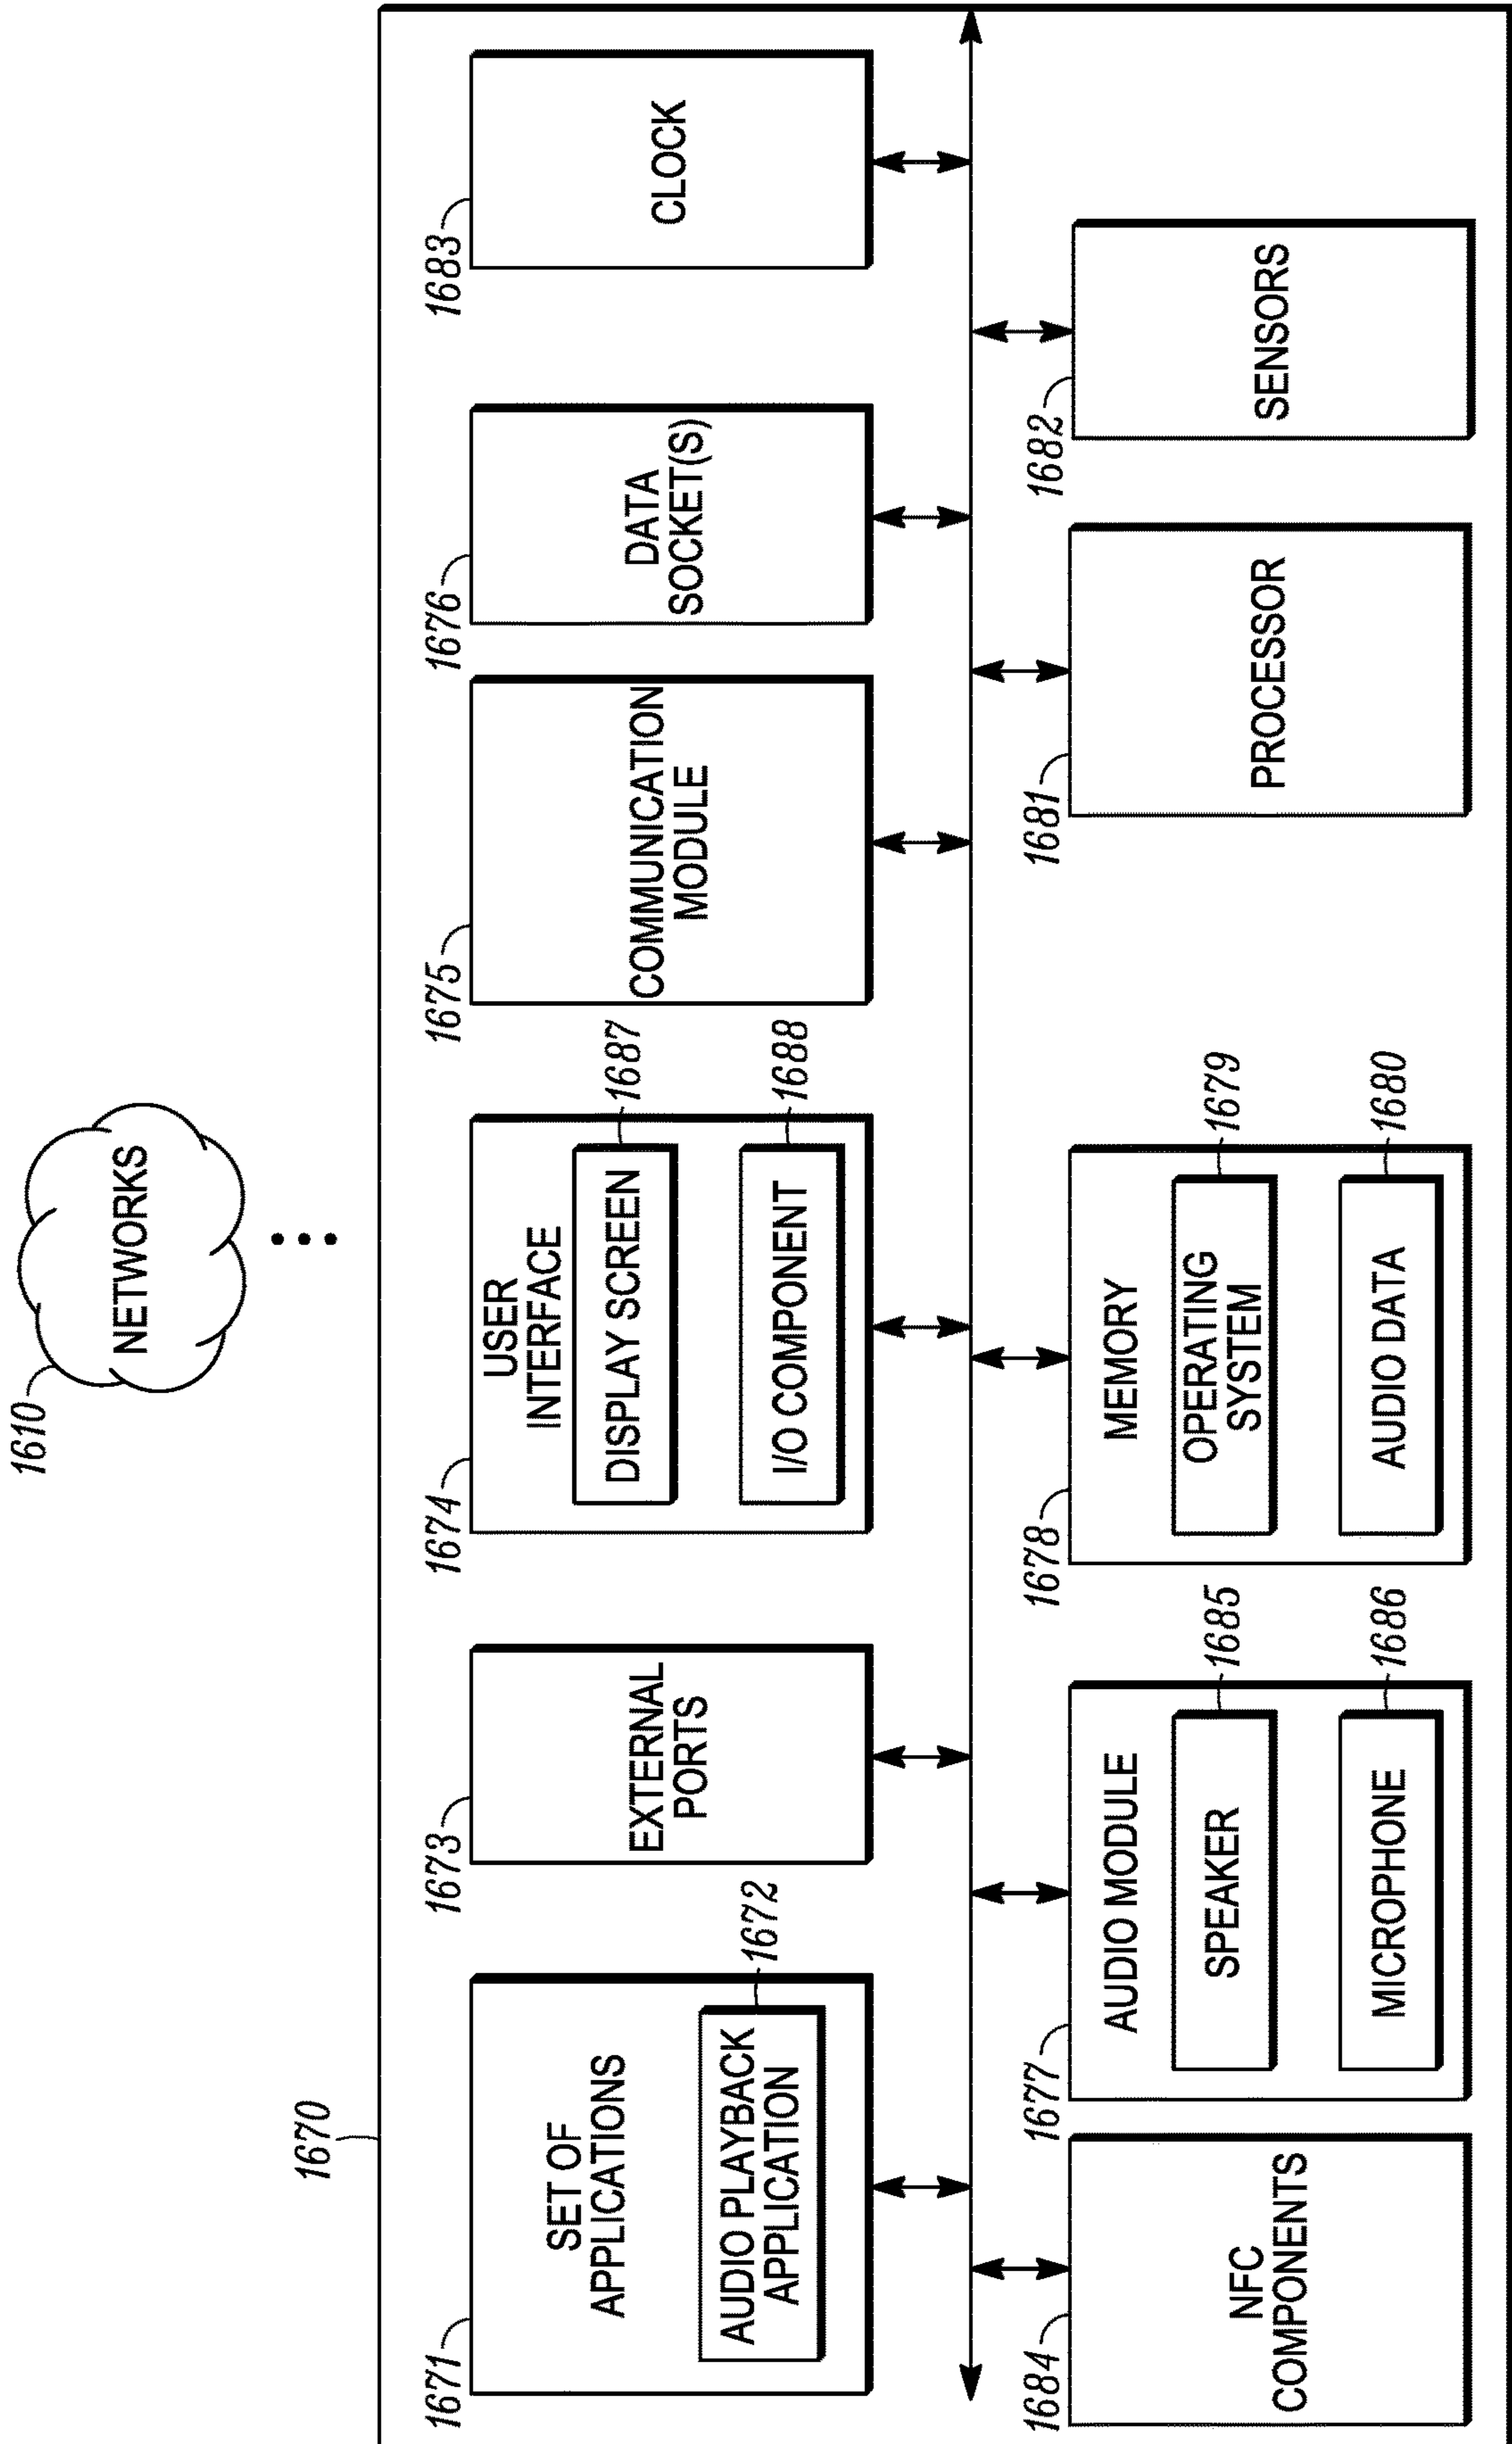 1610
NETWORKS
1670
1671
SET OF
APPLICATIONS
1672
AUDIO PLAYBACK
APPLICATION
1673
EXTERNAL
PORTS
1674
USER
INTERFACE
1687
DISPLAY SCREEN
1688
I/O COMPONENT
1675
COMMUNICATION
MODULE
1676
DATA
SOCKET(S)
1683
CLOCK
1684
NFC
COMPONENTS
1677
AUDIO MODULE
1685
SPEAKER
1686
MICROPHONE
1678
MEMORY
1679
OPERATING
SYSTEM
1680
AUDIO DATA
1681
PROCESSOR
1682
SENSORS